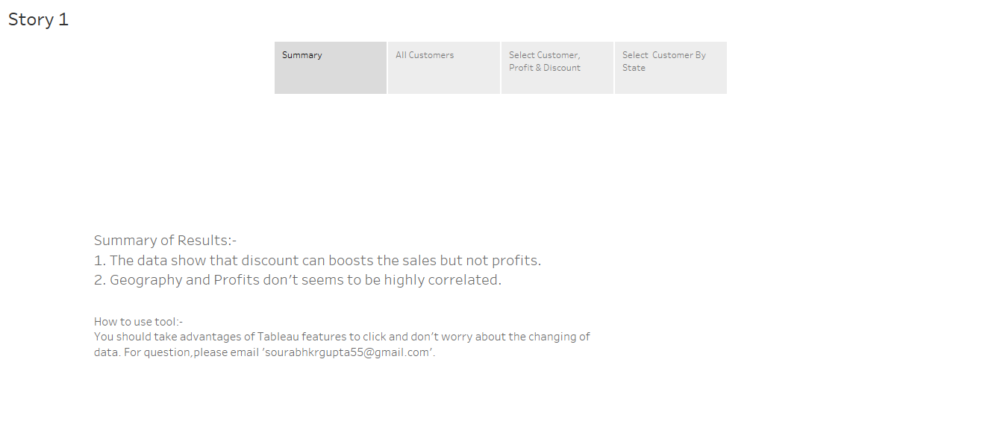 Story 1
Summary
All Customers
Select Customer,
Profit & Discount
Select Customer By
State
Summary of Results:-
1. The data show that discount can boosts the sales but not profits.
2. Geography and Profits don't seems to be highly correlated.
How to use tool:-
You should take advantages of Tableau features to click and don't worry about the changing of
data. For question,please email 'sourabhkrgupta55@gmail.com'.